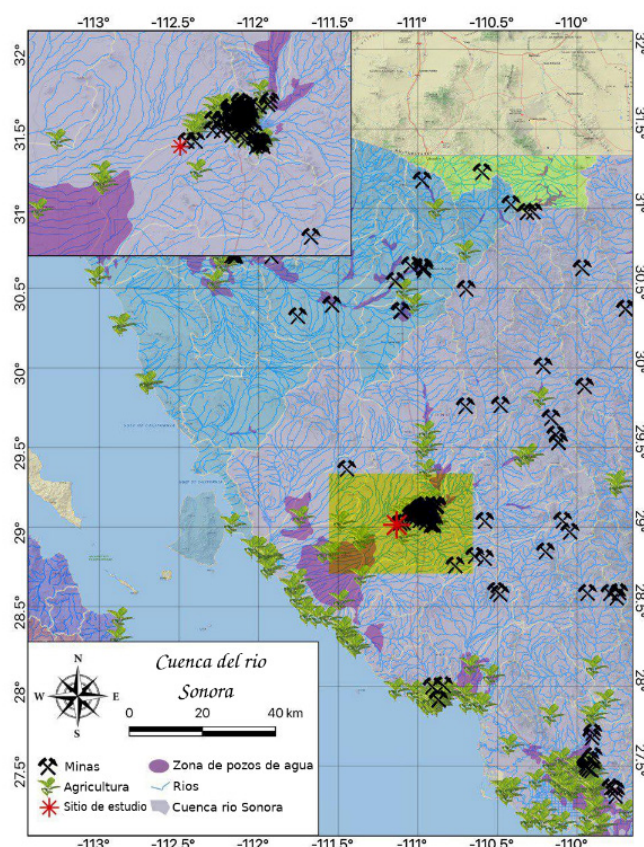 -113° -112.5° -112° -111.5° -111° -110.5° -110°
32° 32°
31.5° 31.5°
31° 31°
30.5° 30.5°
30° 30°
29.5° 29.5°
29° 29°
28.5° 28.5°
28° 28°
27.5° 27.5°
Cuenca del rio
Sonora
N
W E
S
0 20 40 km
Minas Zona de pozos de agua
Agricultura Rios
Sitio de estudio Cuenca rio Sonora
-113° -112.5° -112° -111.5° -111° -110.5° -110°